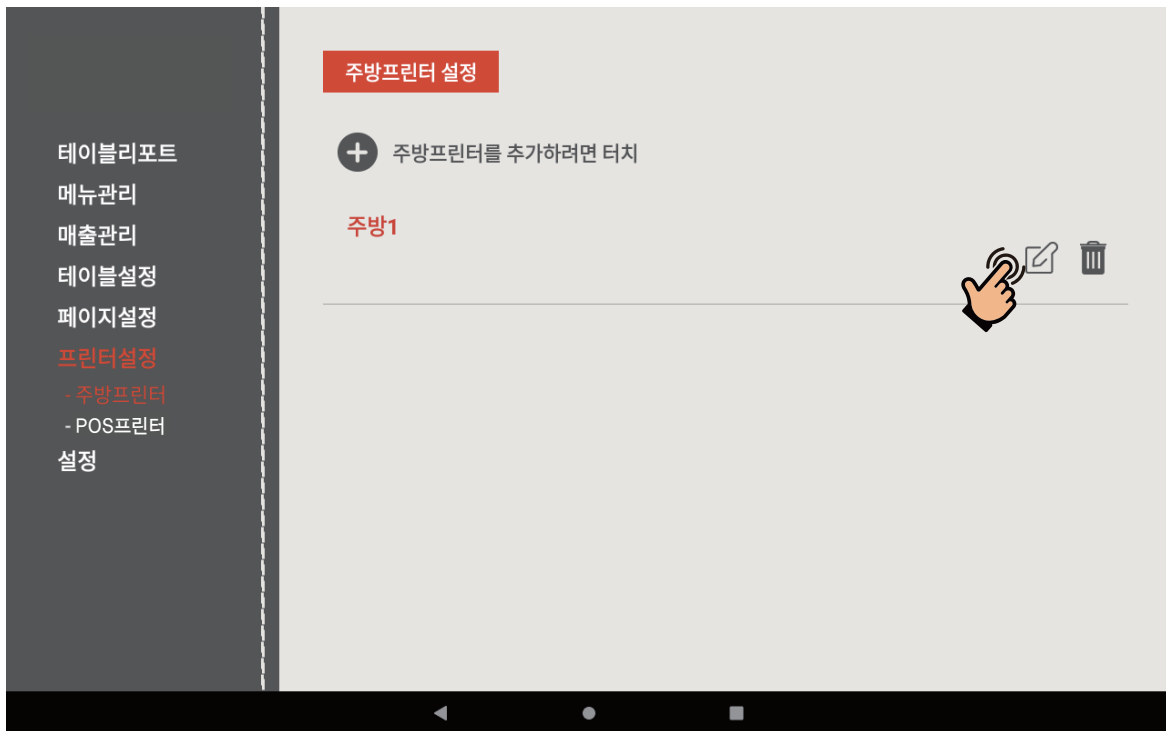 테이블리포트
메뉴관리
매출관리
테이블설정
페이지설정
프린터설정
- 주방프린터
- POS프린터
설정
주방프린터 설정
주방프린터를 추가하려면 터치
주방1